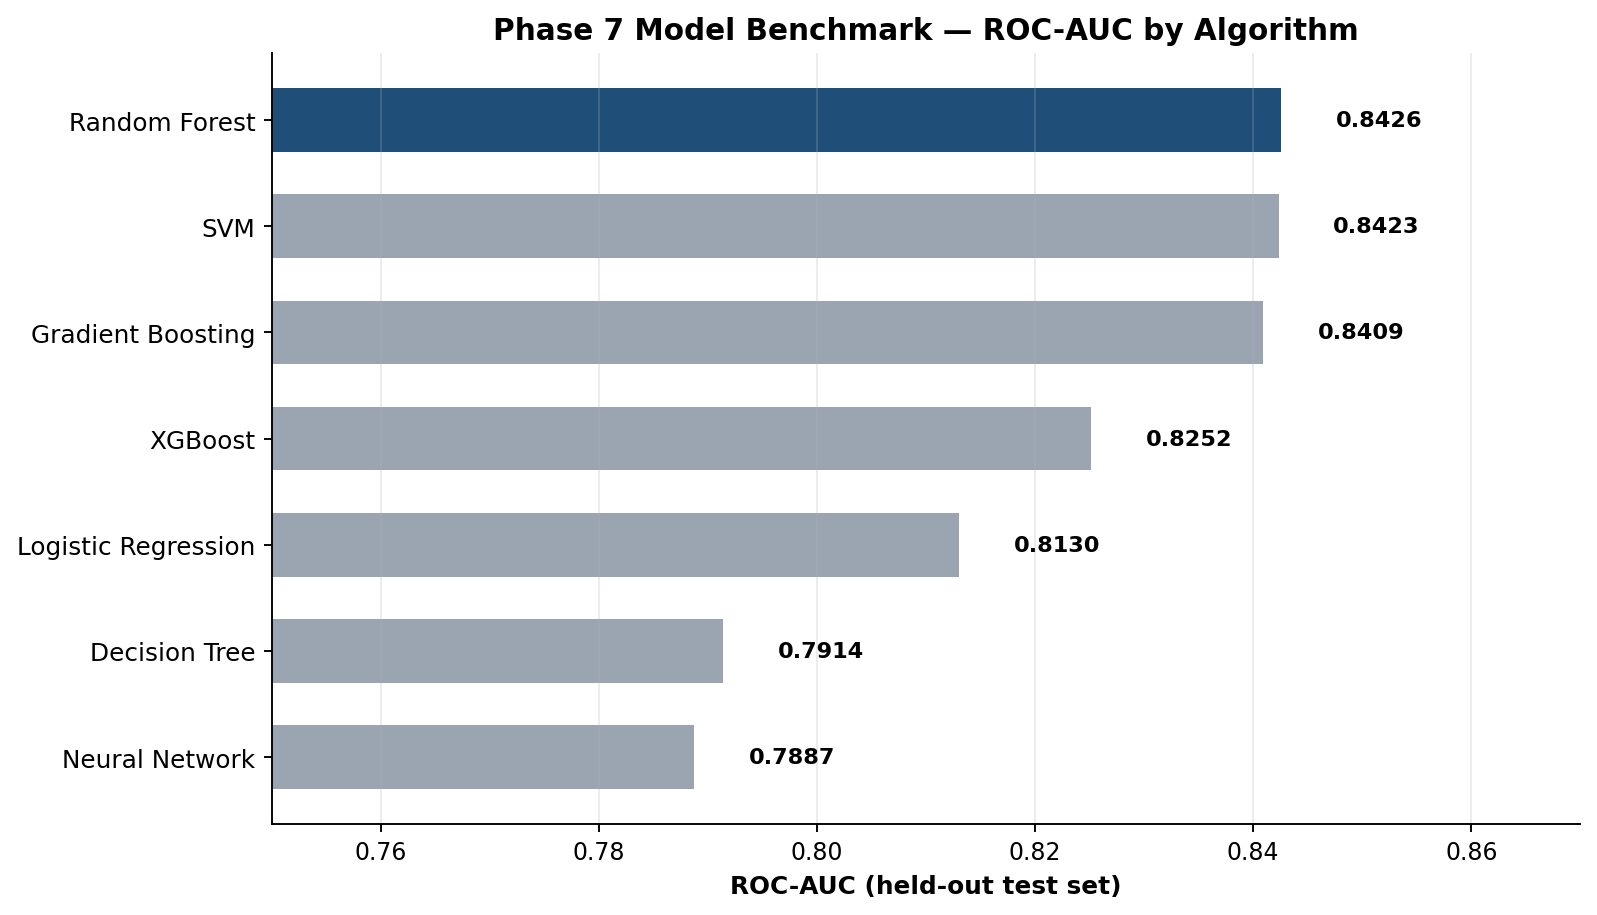 Phase 7 Model Benchmark — ROC-AUC by Algorithm
Random Forest 0.8426
SVM 0.8423
Gradient Boosting 0.8409
XGBoost 0.8252
Logistic Regression 0.8130
Decision Tree 0.7914
Neural Network 0.7887
0.76 0.78 0.80 0.82 0.84 0.86
ROC-AUC (held-out test set)